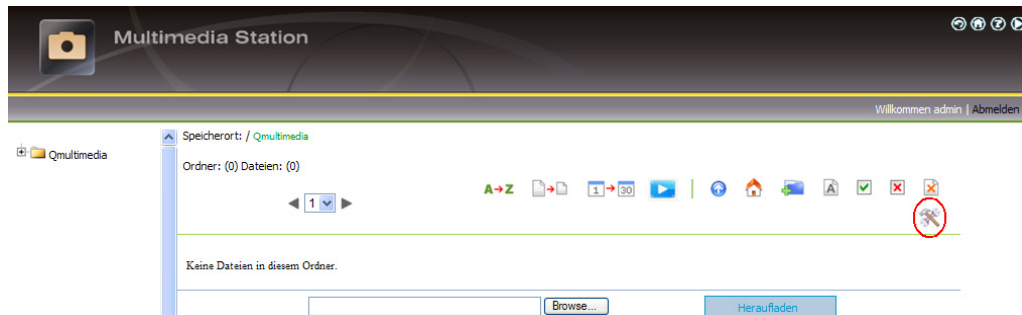 Multimedia Station
Willkommen admin | Abmelden
Qmultimedia
Speicherort: / Qmultimedia
Ordner: (0) Dateien: (0)
A→Z
1→30
1
A
Keine Dateien in diesem Ordner.
Browse...
Heraufladen